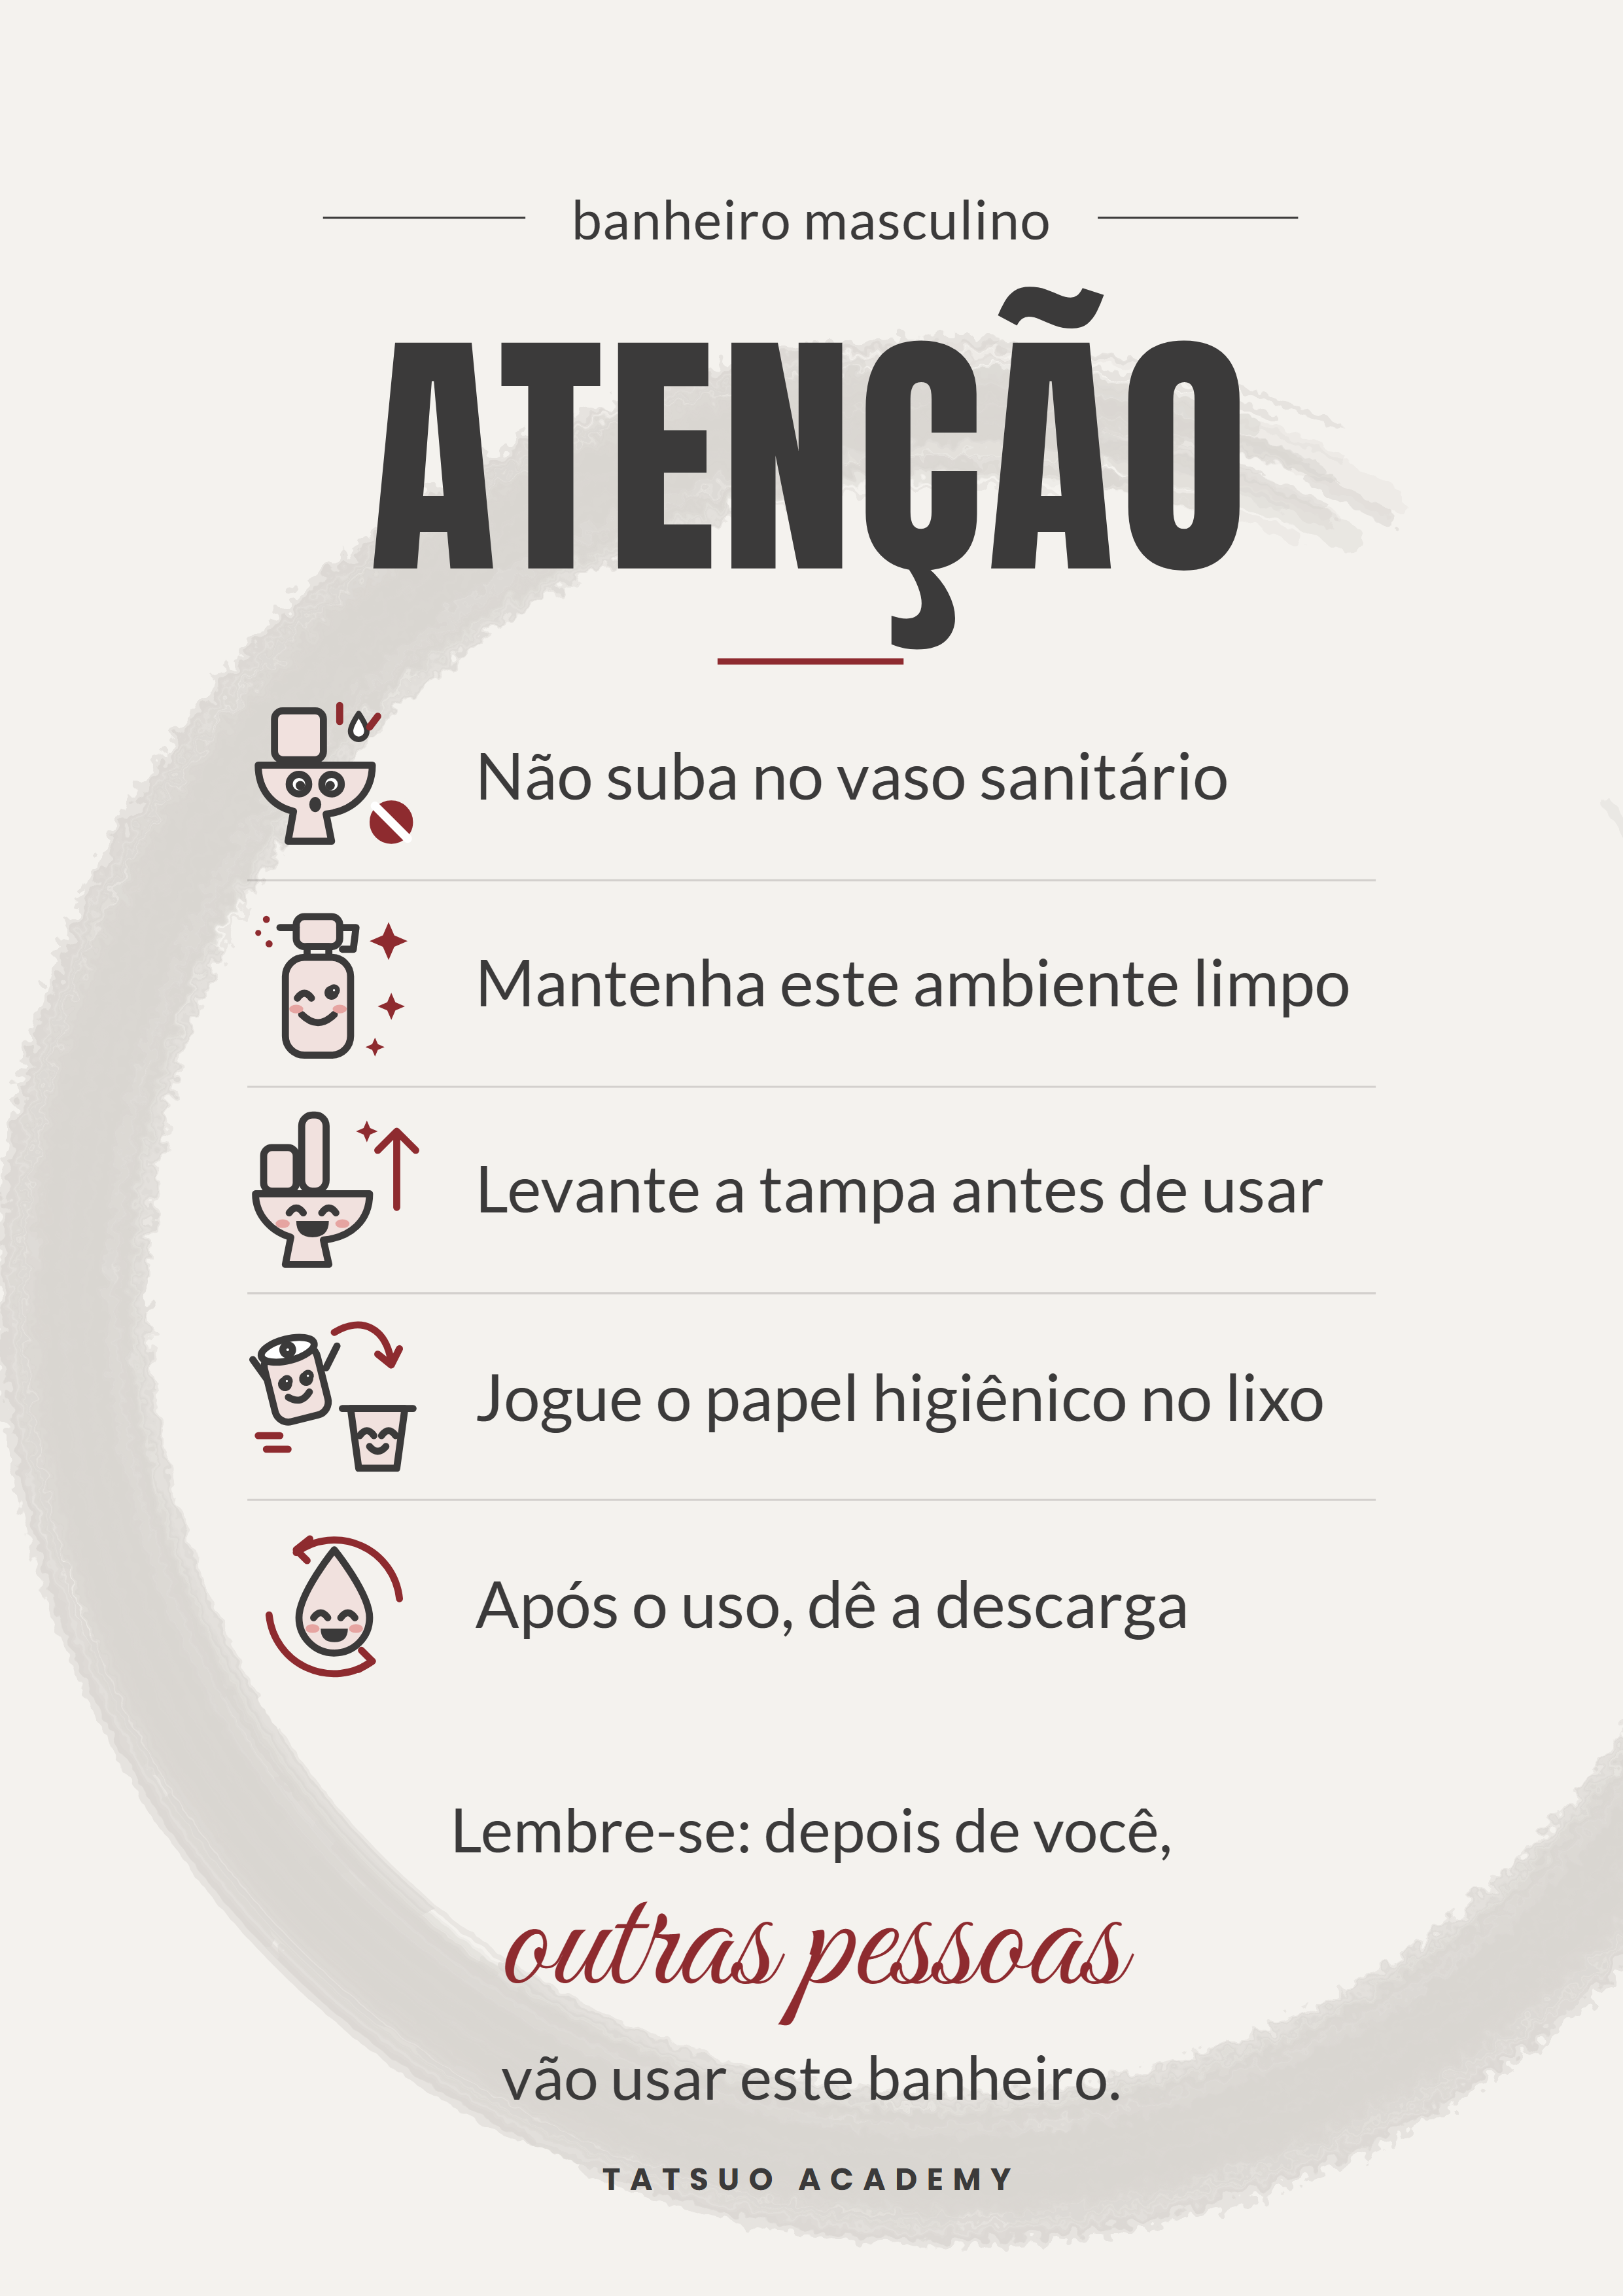 banheiro masculino
ATENÇÃO
Não suba no vaso sanitário
Mantenha este ambiente limpo
Levante a tampa antes de usar
Jogue o papel higiênico no lixo
Após o uso, dê a descarga
Lembre-se: depois de você,
outras pessoas
vão usar este banheiro.
TATSUO ACADEMY